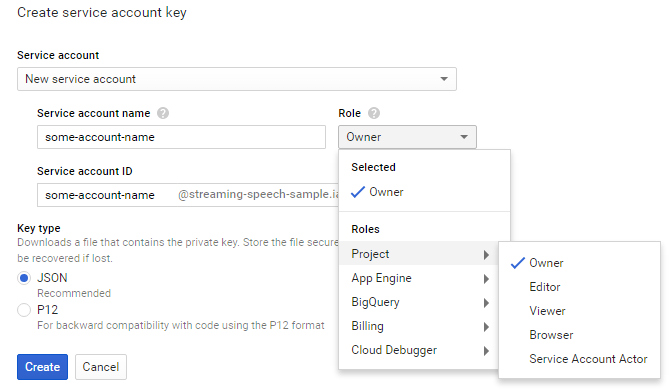 Create service account key
Service account
New service account
Service account name ?
Role ?
some-account-name
Owner
Service account ID
some-account-name @streaming-speech-sample.ia
Selected
Owner
Roles
Project
App Engine
BigQuery
Billing
Cloud Debugger
Owner
Editor
Viewer
Browser
Service Account Actor
Key type
Downloads a file that contains the private key. Store the file secure
be recovered if lost.
JSON
Recommended
P12
For backward compatibility with code using the P12 format
Create
Cancel